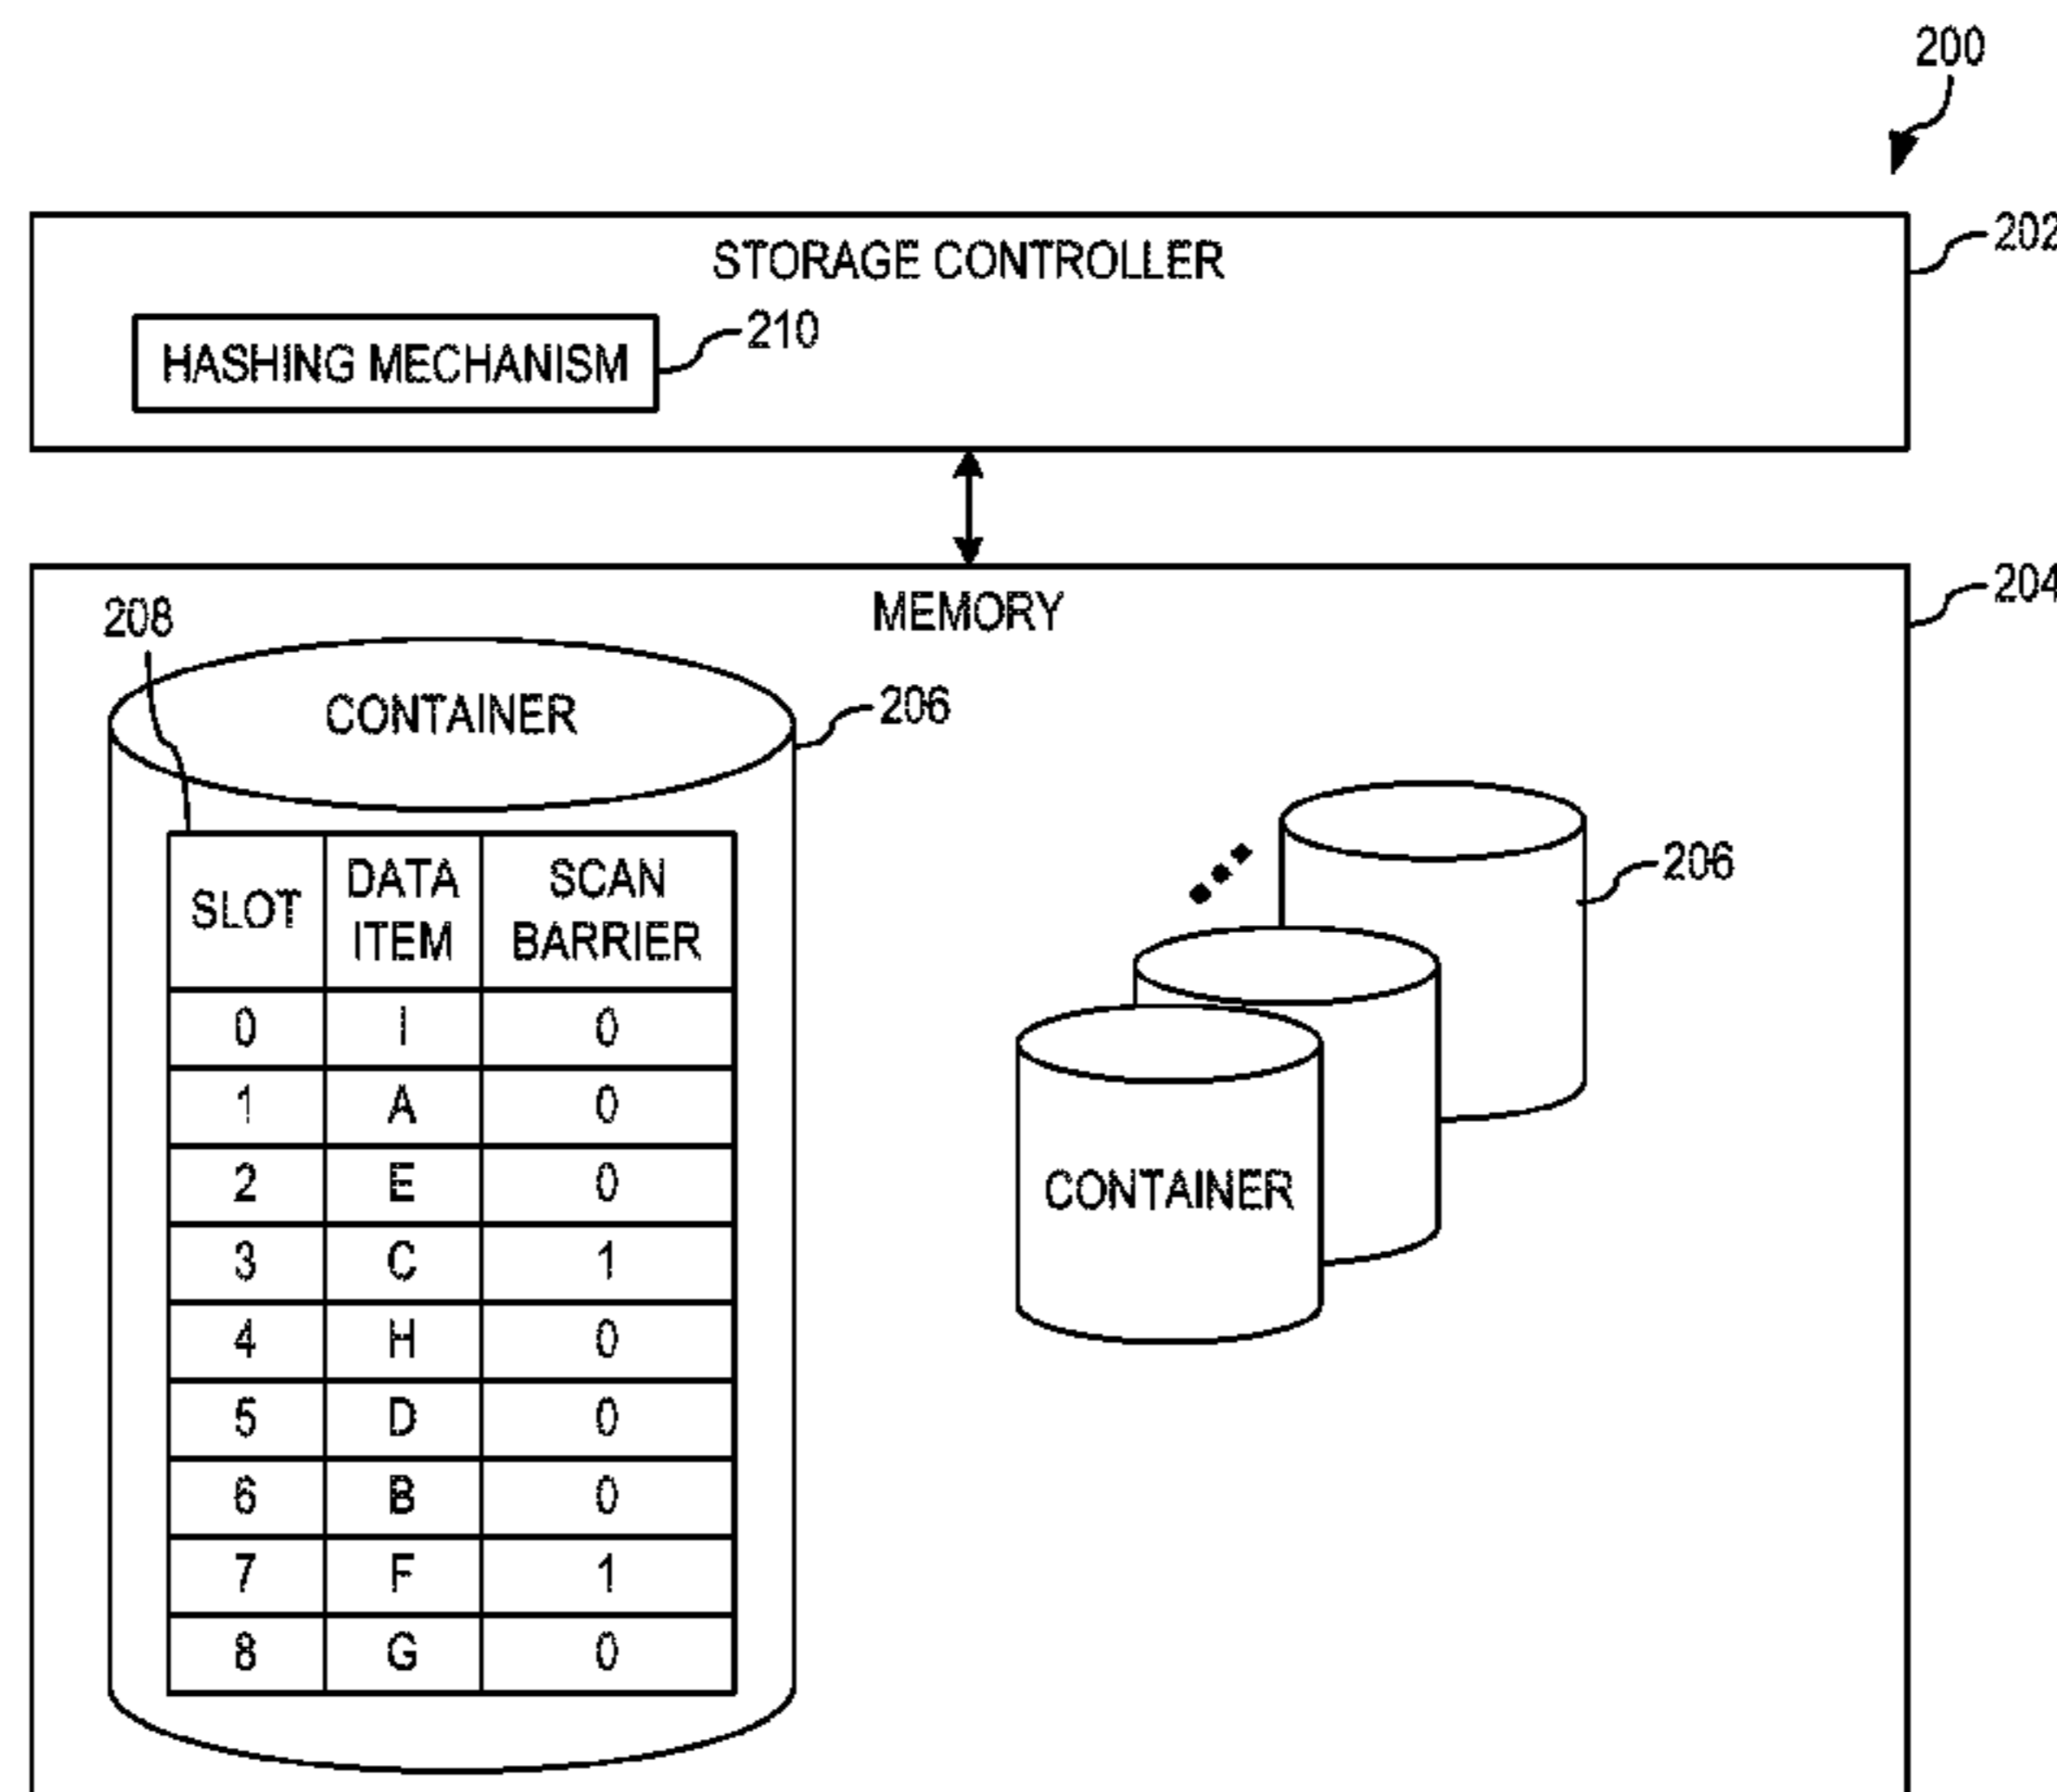 200
STORAGE CONTROLLER
202
HASHING MECHANISM
210
MEMORY
204
208
CONTAINER
206
SLOT DATA ITEM SCAN BARRIER
0 I 0
1 A 0
2 E 0
3 C 1
4 H 0
5 D 0
6 B 0
7 F 1
8 G 0
206
CONTAINER